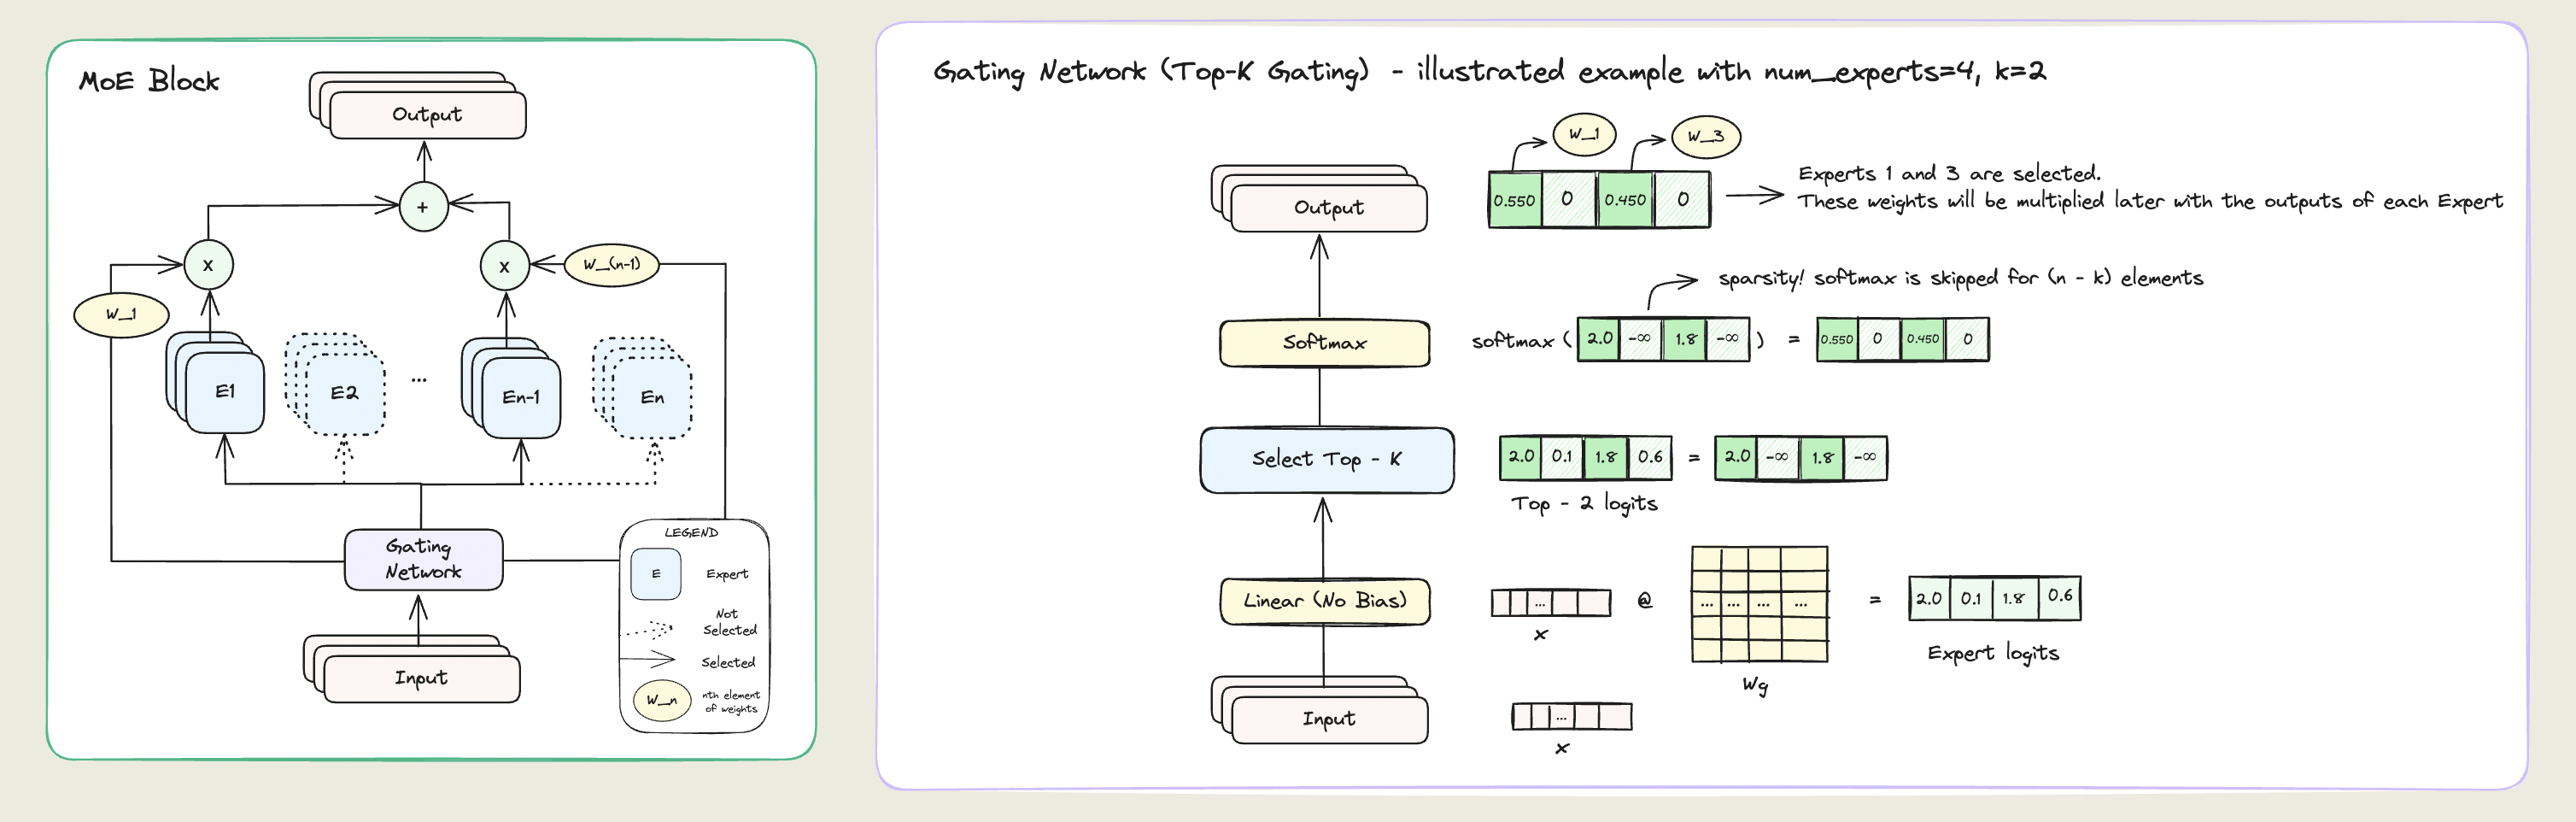 MoE Block
Output
+
x
x
W_(n-1)
W_1
E1
E2
...
En-1
En
Gating
Network
Input
LEGEND
E
Expert
Not
Selected
Selected
W_n
nth element
of weights
Gating Network (Top-K Gating) - illustrated example with num_experts=4, k=2
W_1
W_3
Output
0.550 0 0.450 0
Experts 1 and 3 are selected.
These weights will be multiplied later with the outputs of each Expert
sparsity! softmax is skipped for (n - k) elements
Softmax
softmax ( 2.0 -∞ 1.8 -∞ ) = 0.550 0 0.450 0
Select Top - K
2.0 0.1 1.8 0.6 = 2.0 -∞ 1.8 -∞
Top - 2 logits
Linear (No Bias)
... @ ... ... ... ... = 2.0 0.1 1.8 0.6
x
Expert logits
Wg
Input
...
x